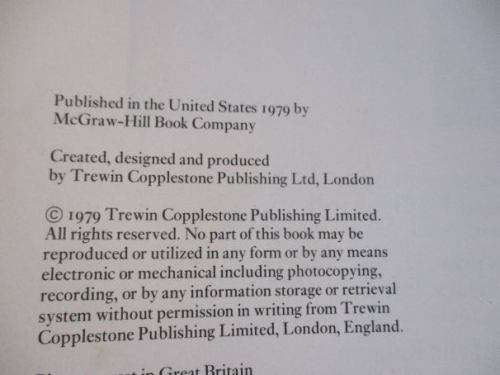 Published in the United States 1979 by
McGraw-Hill Book Company
Created, designed and produced
by Trewin Copplestone Publishing Ltd, London
© 1979 Trewin Copplestone Publishing Limited.
All rights reserved. No part of this book may be
reproduced or utilized in any form or by any means
electronic or mechanical including photocopying,
recording, or by any information storage or retrieval
system without permission in writing from Trewin
Copplestone Publishing Limited, London, England.
in Great Britain